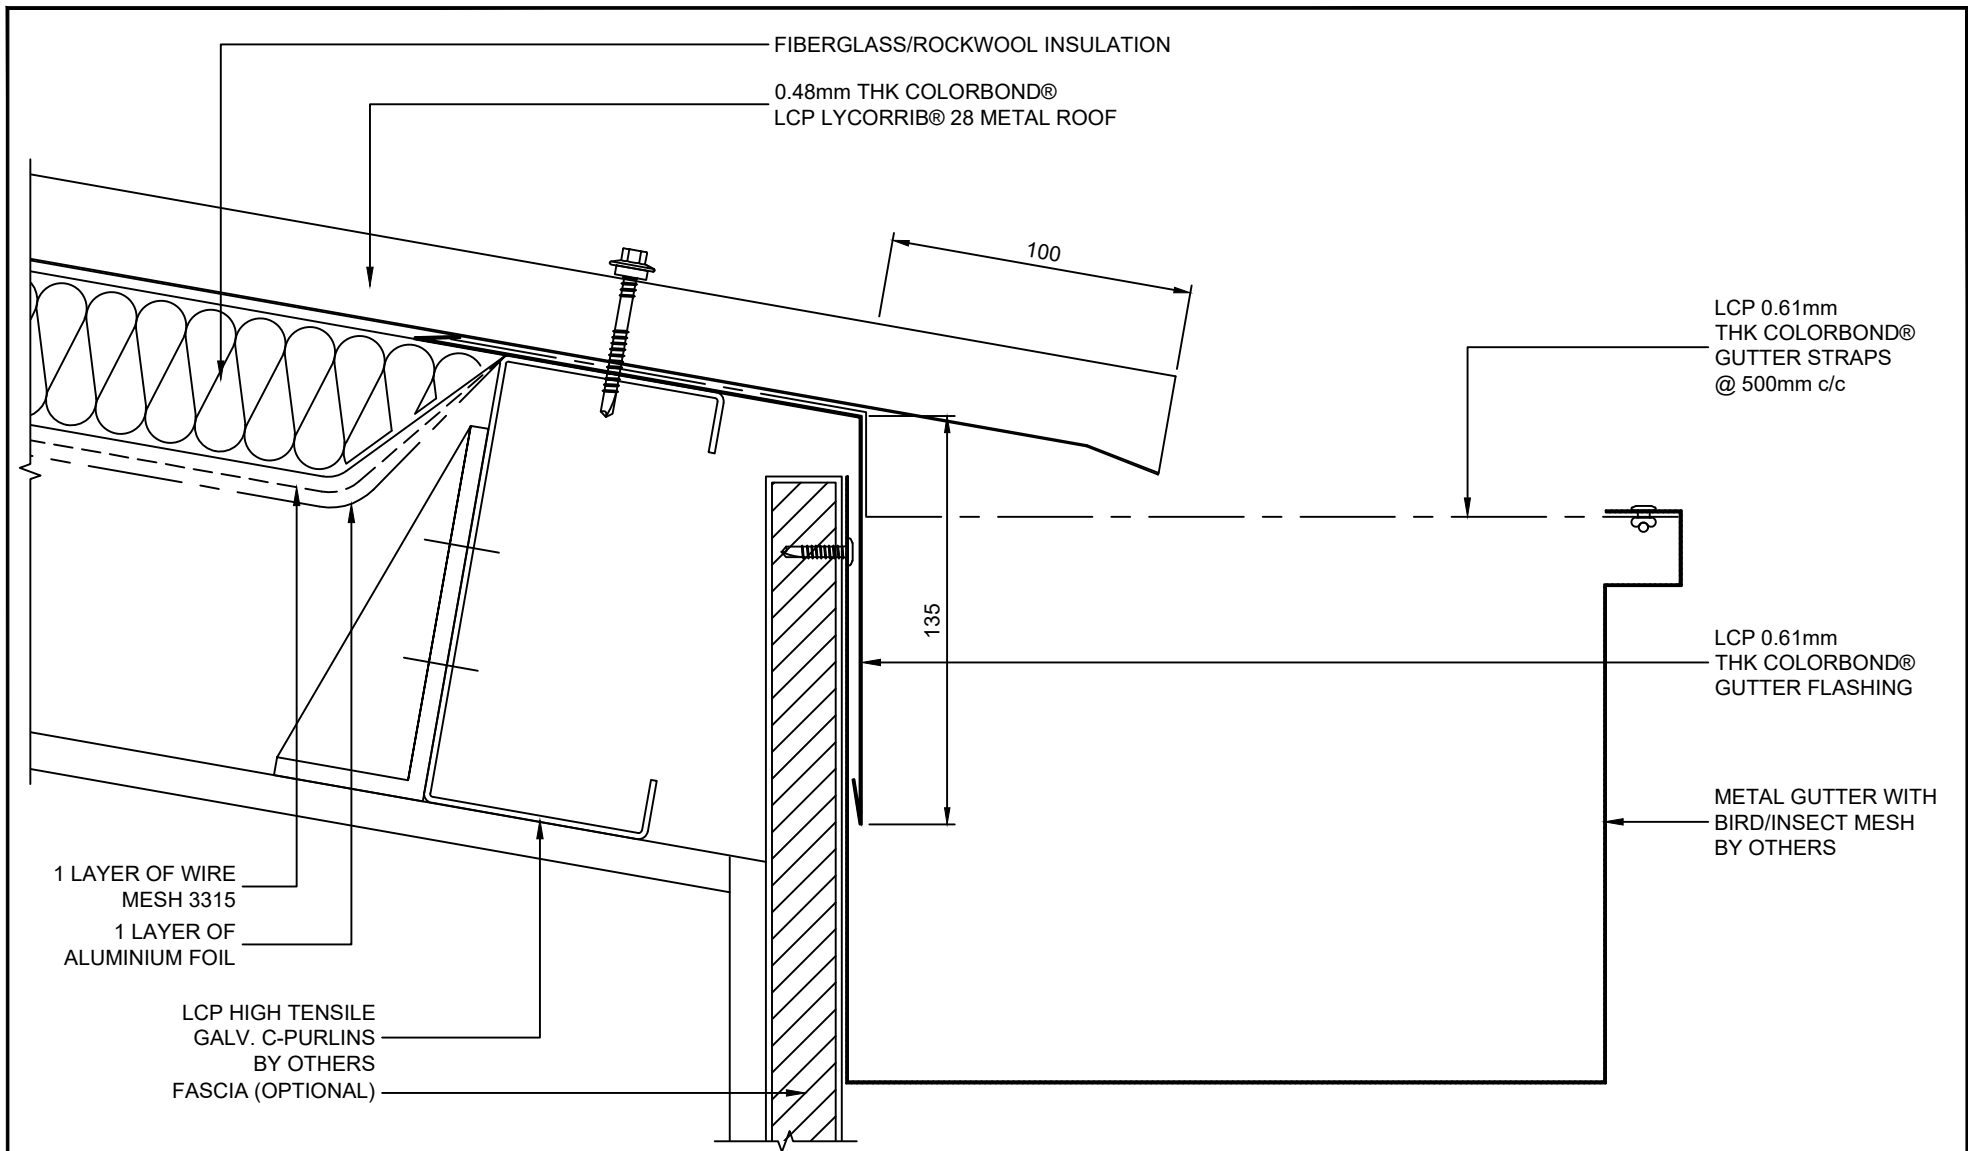 FIBERGLASS/ROCKWOOL INSULATION
0.48mm THK COLORBOND®
LCP LYCORRIB® 28 METAL ROOF
100
LCP 0.61mm
THK COLORBOND®
GUTTER STRAPS
@ 500mm c/c
135
LCP 0.61mm
THK COLORBOND®
GUTTER FLASHING
METAL GUTTER WITH
BIRD/INSECT MESH
BY OTHERS
1 LAYER OF WIRE
MESH 3315
1 LAYER OF
ALUMINIUM FOIL
LCP HIGH TENSILE
GALV. C-PURLINS
BY OTHERS
FASCIA (OPTIONAL)